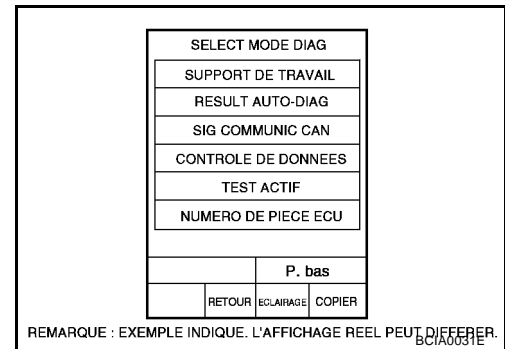 SELECT MODE DIAG
SUPPORT DE TRAVAIL
RESULT AUTO-DIAG
SIG COMMUNIC CAN
CONTROLE DE DONNEES
TEST ACTIF
NUMERO DE PIECE ECU
P. bas
RETOUR ECLAIRAGE COPIER
REMARQUE : EXEMPLE INDIQUE. L'AFFICHAGE REEL PEUT DIFFERER.
BCIA0031E